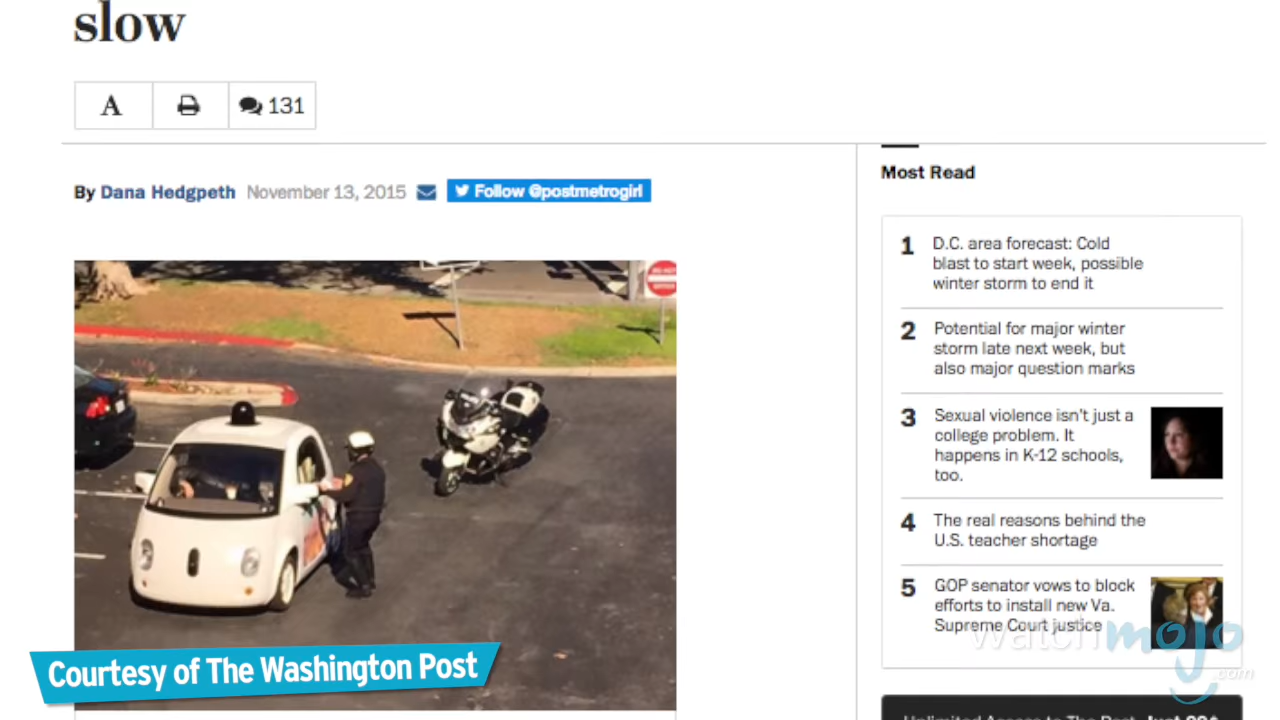 slow
A
131
By Dana Hedgpeth November 13, 2015
Follow @postmetrogirl
Most Read
1 D.C. area forecast: Cold
blast to start week, possible
winter storm to end it
2 Potential for major winter
storm late next week, but
also major question marks
3 Sexual violence isn't just a
college problem. It
happens in K-12 schools,
too.
4 The real reasons behind the
U.S. teacher shortage
5 GOP senator vows to block
efforts to install new Va.
Supreme Court justice
Courtesy of The Washington Post
watchmojo
.com